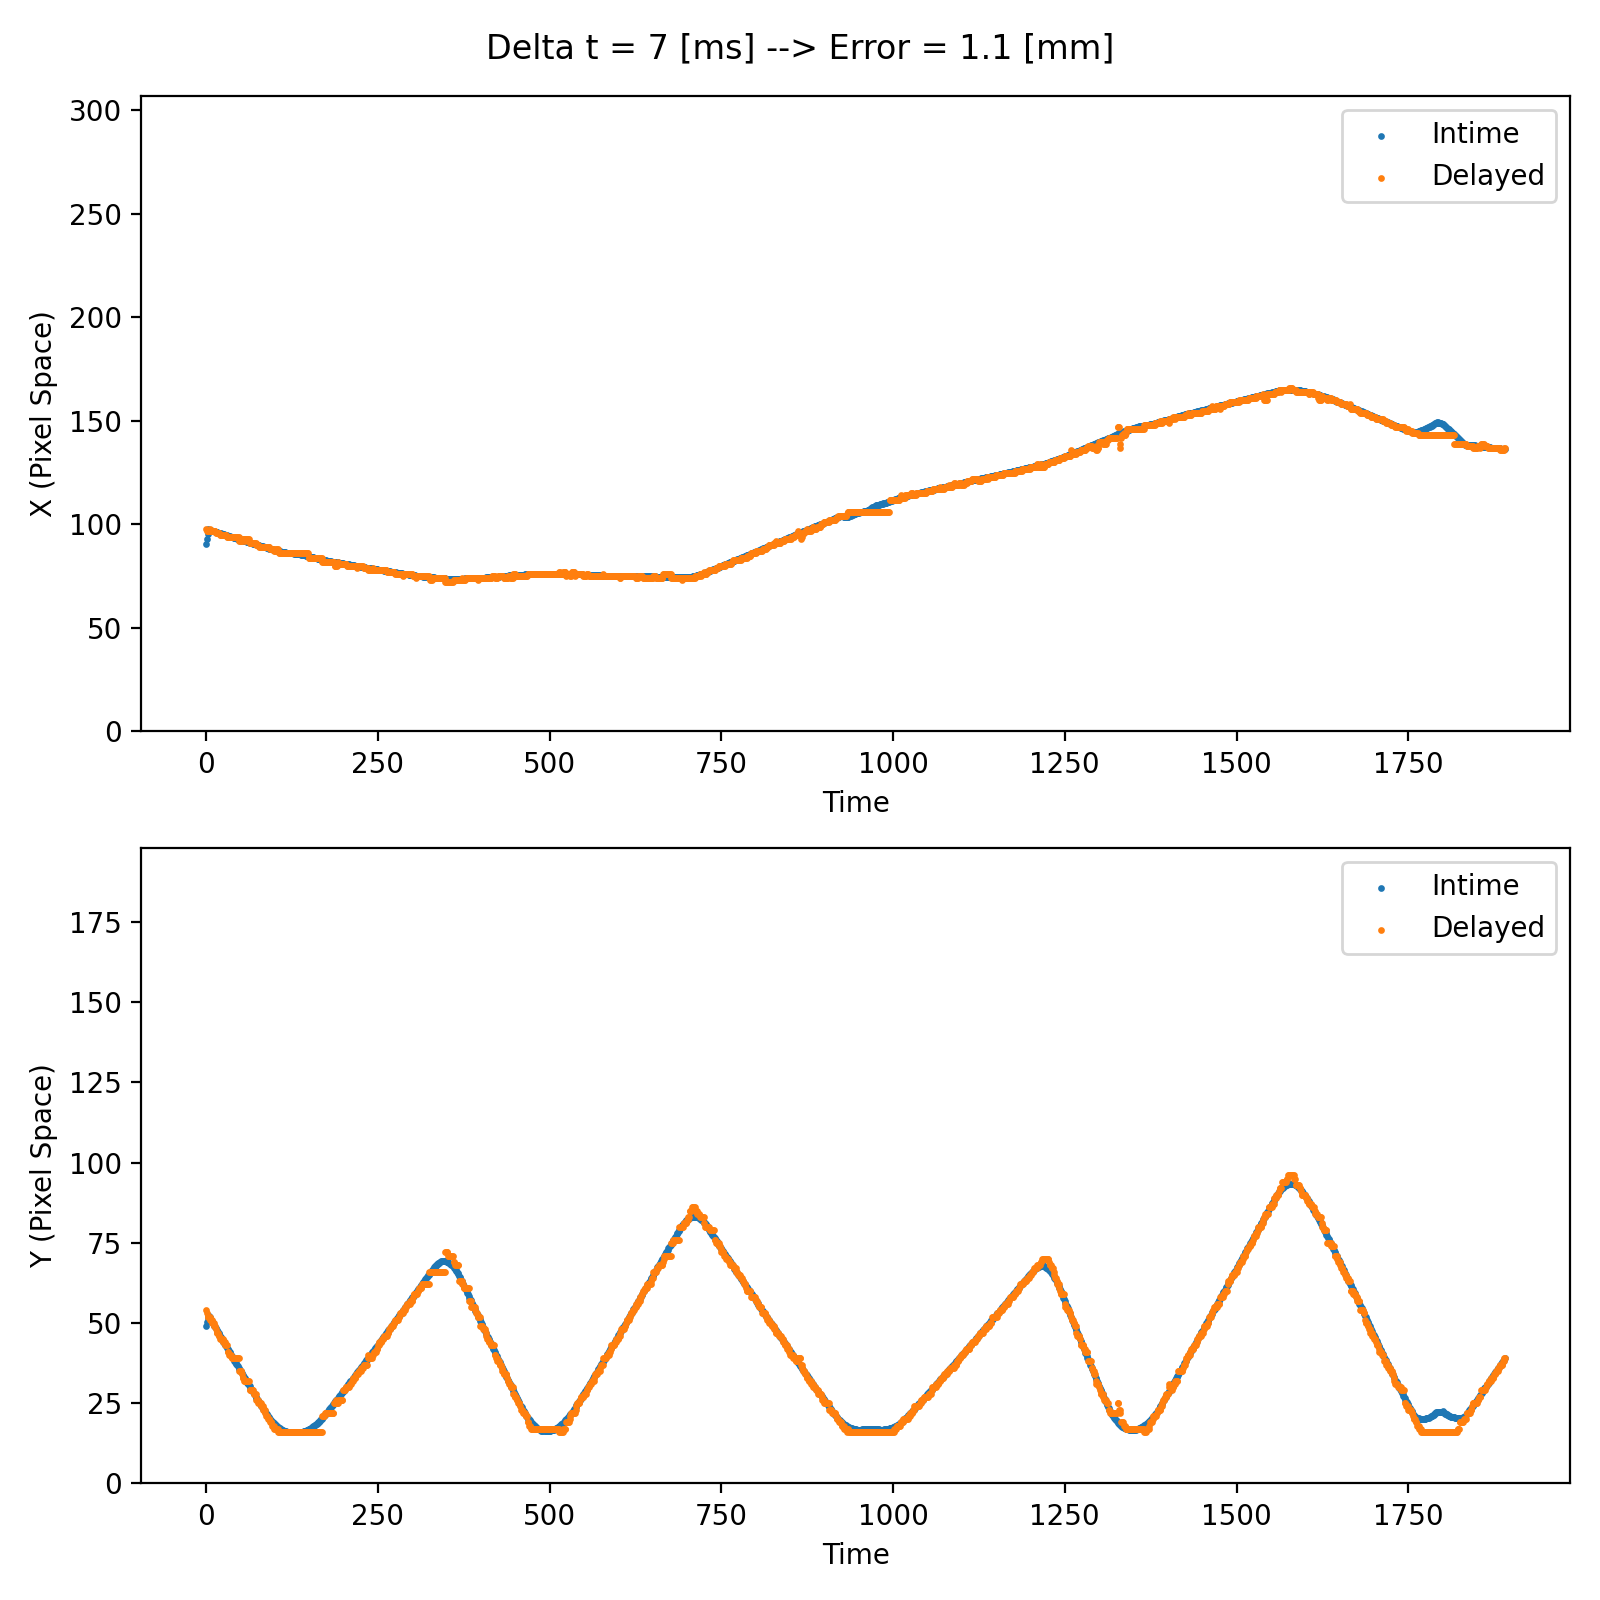 Delta t = 7 [ms] --> Error = 1.1 [mm]
300
250
200
150
100
50
0
X (Pixel Space)
Intime
Delayed
0 250 500 750 1000 1250 1500 1750
Time
175
150
125
100
75
50
25
0
Y (Pixel Space)
Intime
Delayed
0 250 500 750 1000 1250 1500 1750
Time